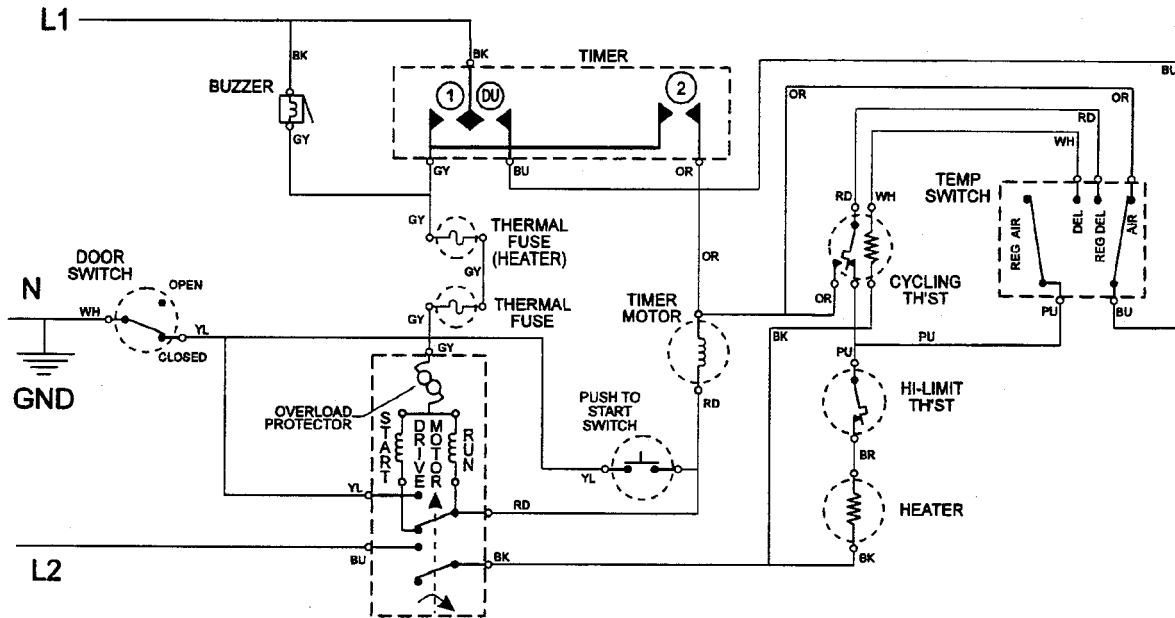 L1
BK
BUZZER
GY
BK
TIMER
1
DU
2
GY
BU
OR
BU
OR
OR
RD
WH
RD
WH
TEMP
SWITCH
REG AIR
DEL
REG DEL
AIR
PU
BU
GY
THERMAL
FUSE
(HEATER)
GY
OR
DOOR
SWITCH
OPEN
N
WH
YL
CLOSED
GND
GY
THERMAL
FUSE
GY
TIMER
MOTOR
OR
CYCLING
TH'ST
BK
PU
PU
HI-LIMIT
TH'ST
RD
BR
OVERLOAD
PROTECTOR
START
DRIVE
MOTOR
RUN
PUSH TO
START
SWITCH
YL
YL
RD
HEATER
L2
BU
BK
BK